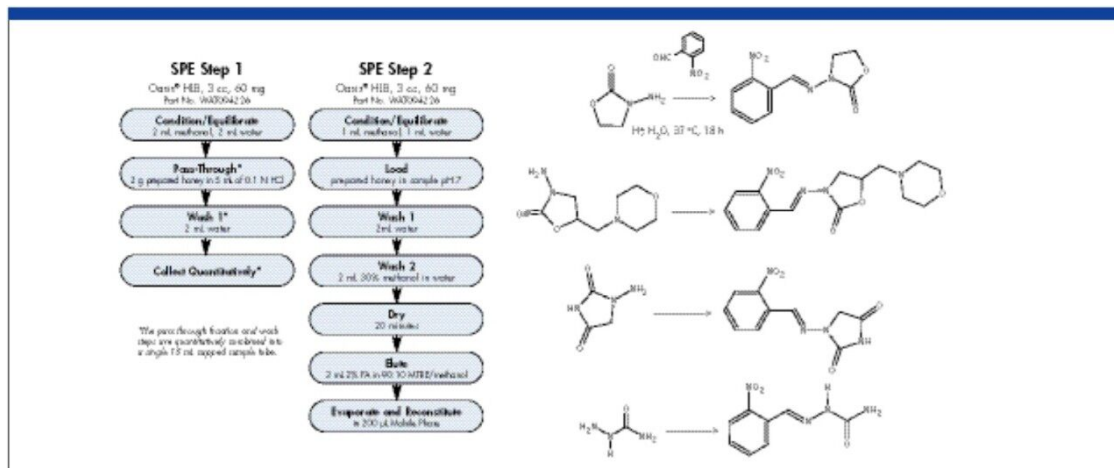 SPE Step 1
Oasis® HLB, 3 cc, 60 mg
Part No. WAT094226
Condition/Equilibrate
2 mL methanol, 2 mL water
Pass-Through*
2 g prepared honey in 5 mL of 0.1 N HCl
Wash 1*
2 mL water
Collect Quantitatively*
*The pass through fraction and wash
steps are quantitatively combined into
a single 15 mL capped sample tube.
SPE Step 2
Oasis® HLB, 3 cc, 60 mg
Part No. WAT094226
Condition/Equilibrate
1 mL methanol, 1 mL water
Load
prepared honey in sample pH 7
Wash 1
2mL water
Wash 2
2 mL 30% methanol in water
Dry
20 minutes
Elute
2 mL 2% FA in 90:10 MTBE/methanol
Evaporate and Reconstitute
in 200 µL Mobile Phase
OHC
NO2
O
NH2
O
H2O, 37 °C, 18 h
NO2
N
N
O
O
H2N
N
O
O
N
O
NO2
N
N
O
O
N
O
O
NH2
N
HN
O
NO2
N
N
O
NH
O
H2N
N
H
O
NH2
NO2
N
N
H
NH2
O